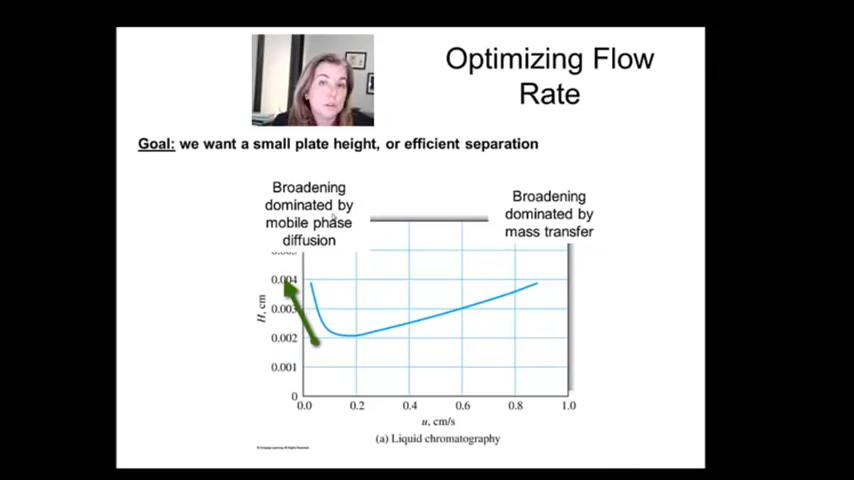 Optimizing Flow
Rate
Goal: we want a small plate height, or efficient separation
Broadening
dominated by
mobile phase
diffusion
Broadening
dominated by
mass transfer
0.004
0.003
0.002
0.001
0
H, cm
0.0 0.2 0.4 0.6 0.8 1.0
u, cm/s
(a) Liquid chromatography